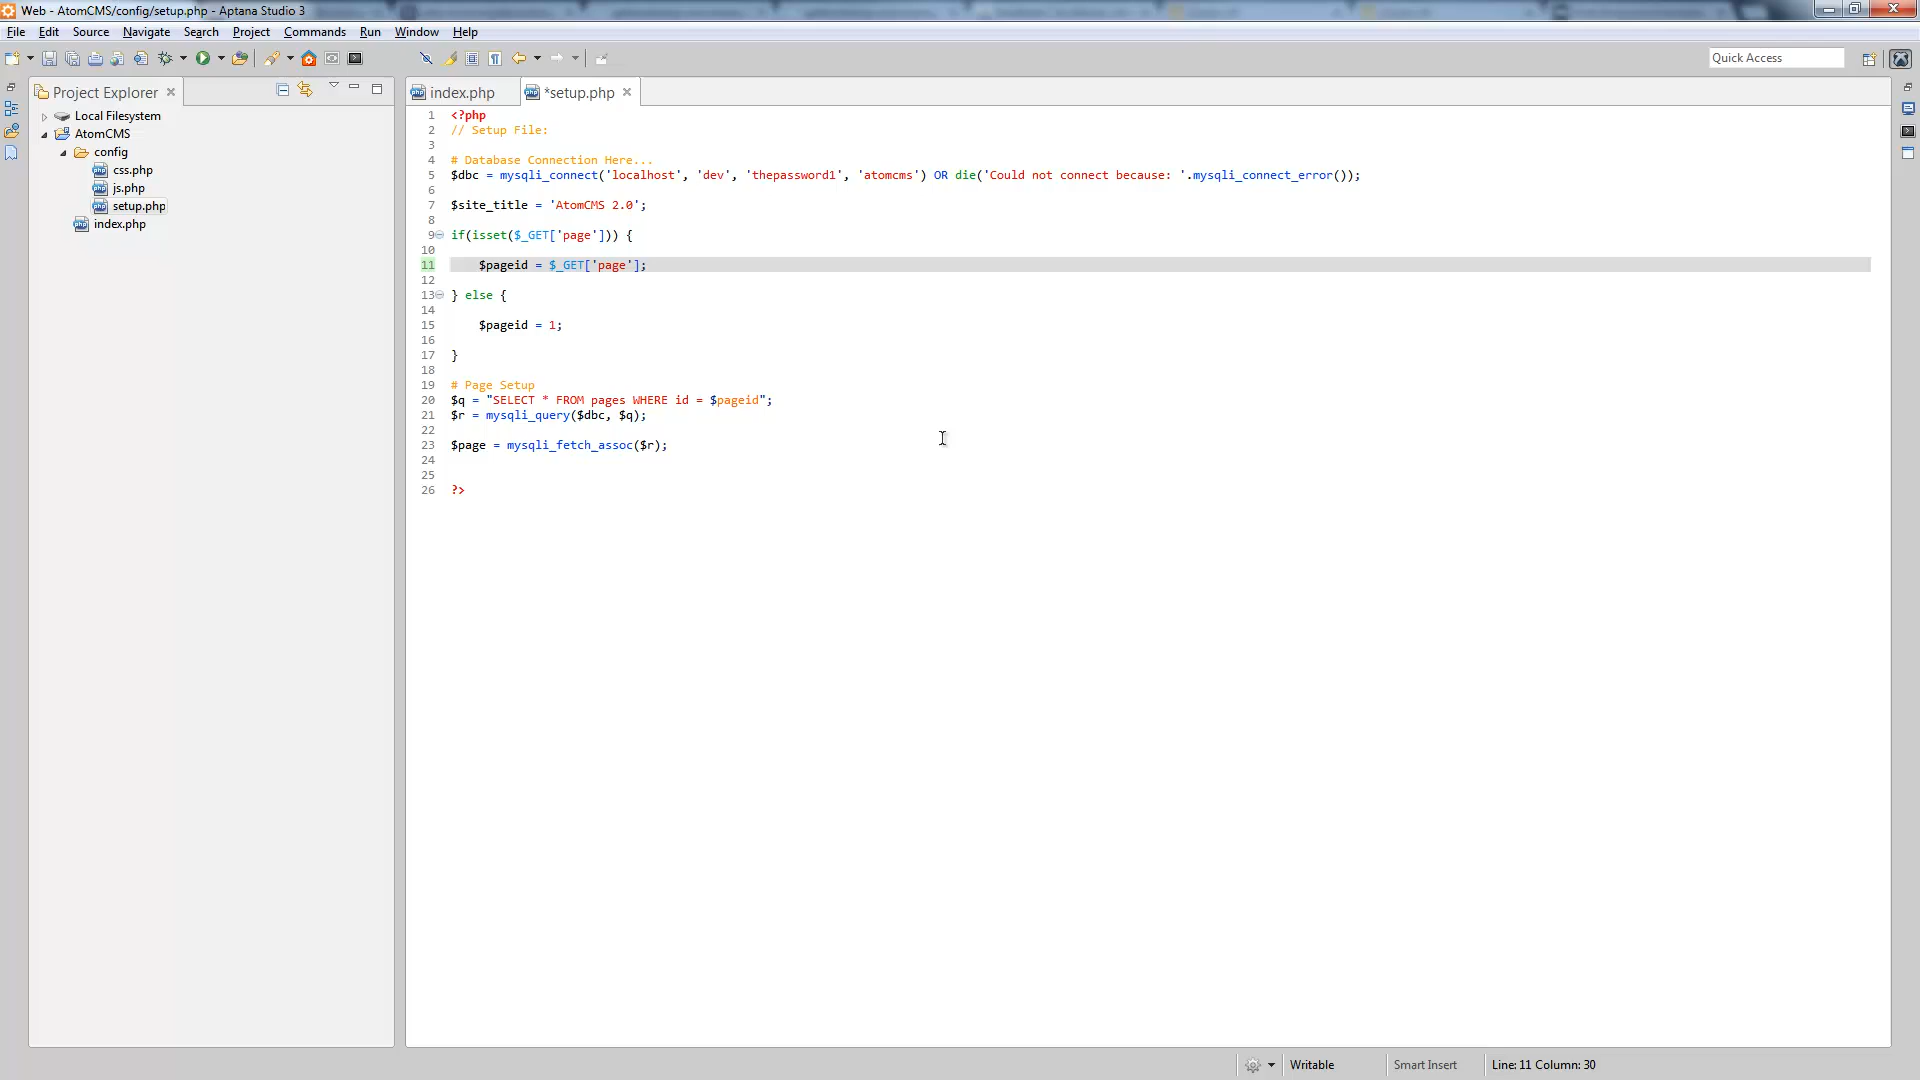 Web - AtomCMS/config/setup.php - Aptana Studio 3
File Edit Source Navigate Search Project Commands Run Window Help
Quick Access
Project Explorer
index.php
*setup.php
Local Filesystem
AtomCMS
config
css.php
js.php
setup.php
index.php
1 <?php
2 // Setup File:
3
4 # Database Connection Here...
5 $dbc = mysqli_connect('localhost', 'dev', 'thepassword1', 'atomcms') OR die('Could not connect because: '.mysqli_connect_error());
6
7 $site_title = 'AtomCMS 2.0';
8
9 if(isset($_GET['page'])) {
10
11 $pageid = $_GET['page'];
12
13 } else {
14
15 $pageid = 1;
16
17 }
18
19 # Page Setup
20 $q = "SELECT * FROM pages WHERE id = $pageid";
21 $r = mysqli_query($dbc, $q);
22
23 $page = mysqli_fetch_assoc($r);
24
25
26 ?>
Writable
Smart Insert
Line: 11 Column: 30